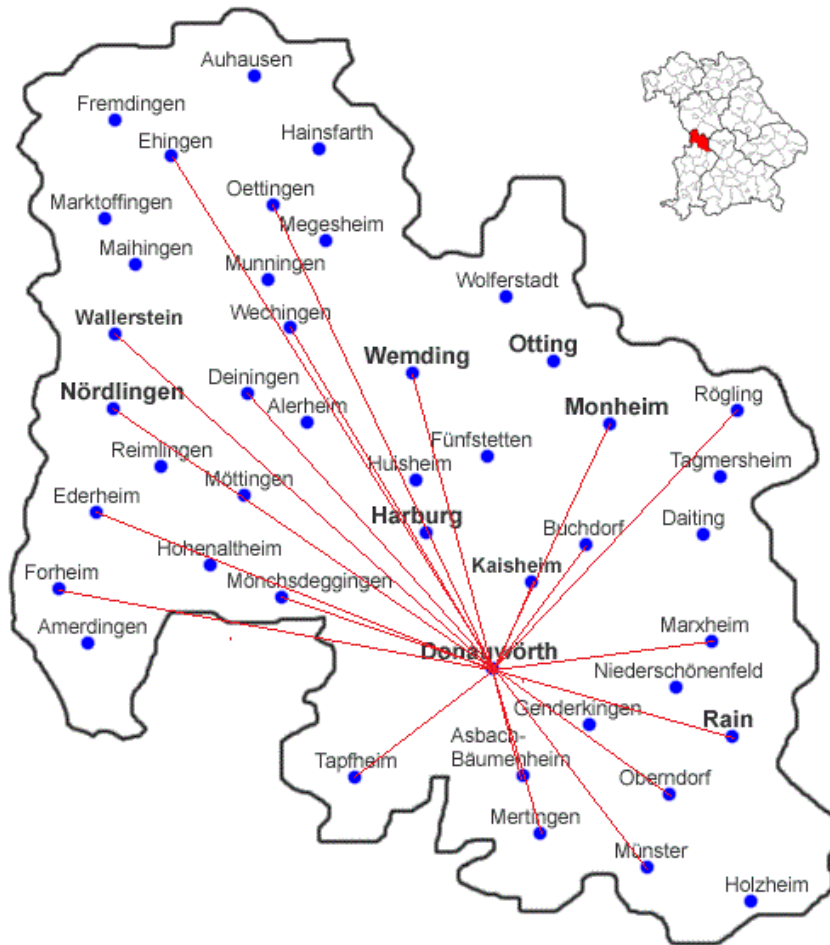 Auhausen
Fremdingen
Ehingen
Hainsfarth
Oettingen
Marktoffingen
Megesheim
Maihingen
Munningen
Wolferstadt
Wallerstein
Wechingen
Wemding
Otting
Nördlingen
Deiningen
Alerheim
Monheim
Rögling
Reimlingen
Fünfstetten
Huisheim
Tagmersheim
Möttingen
Ederheim
Harburg
Buchdorf
Daiting
Hohenaltheim
Kaisheim
Forheim
Mönchsdeggingen
Amerdingen
Donauwörth
Marxheim
Niederschönenfeld
Genderkingen
Rain
Asbach-
Bäumenheim
Tapfheim
Oberndorf
Mertingen
Münster
Holzheim